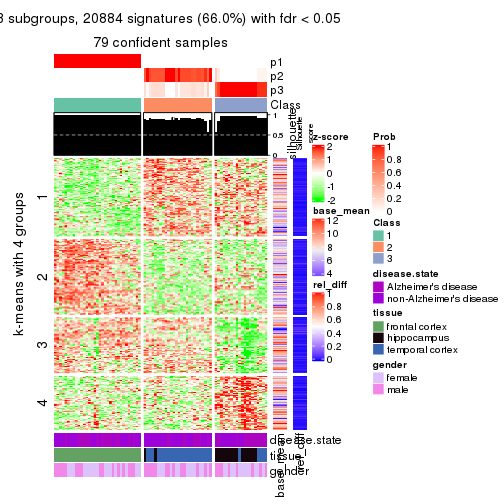 3 subgroups, 20884 signatures (66.0%) with fdr < 0.05
79 confident samples
p1
p2
p3
Class
1
0.5
0
Silhouette
score
silhouette
k-means with 4 groups
1
2
3
4
disease.state
tissue
gender
base_mean
rel_diff
z-score
2
1
0
-1
-2
base_mean
12
10
8
6
4
rel_diff
1
0.8
0.6
0.4
0.2
0
Prob
1
0.8
0.6
0.4
0.2
0
Class
1
2
3
disease.state
Alzheimer's disease
non-Alzheimer's disease
tissue
frontal cortex
hippocampus
temporal cortex
gender
female
male